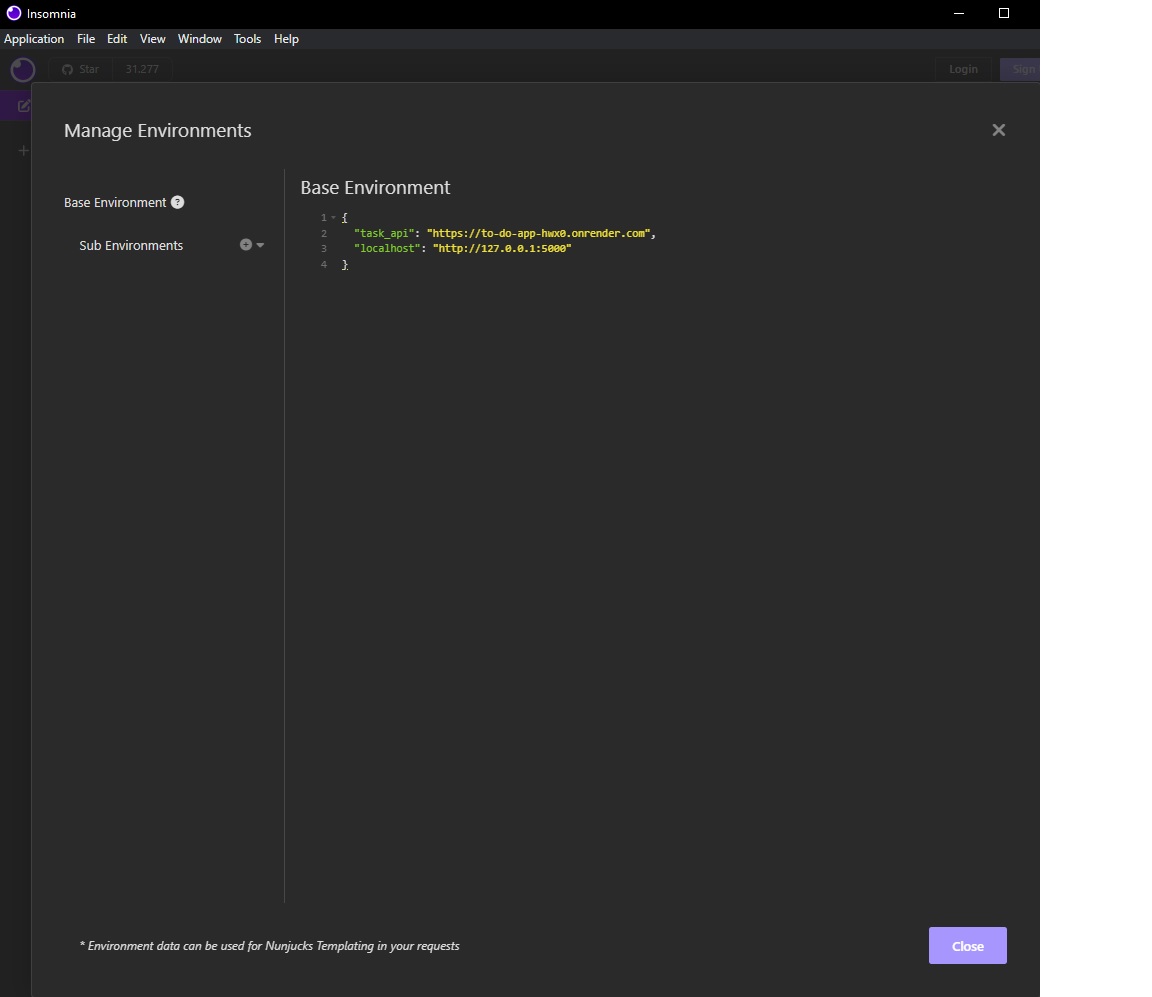 Insomnia
Application File Edit View Window Tools Help
Star 31.277 Login Sign
Manage Environments
Base Environment ?
Sub Environments
Base Environment
1 {
2 "task_api": "https://to-do-app-hwx0.onrender.com",
3 "localhost": "http://127.0.0.1:5000"
4 }
* Environment data can be used for Nunjucks Templating in your requests
Close